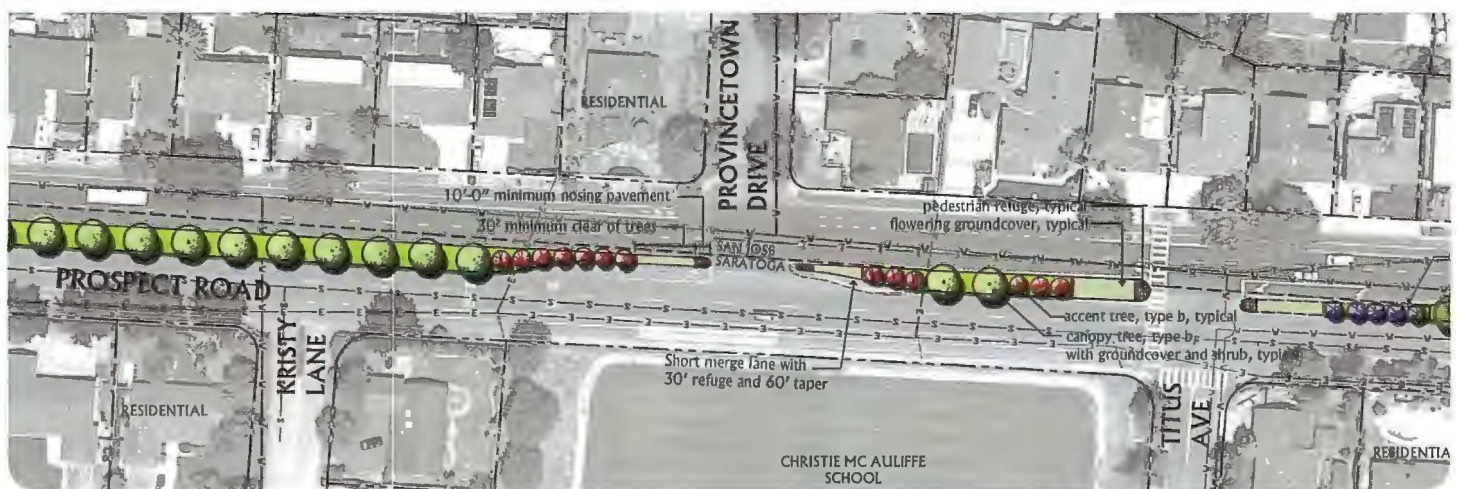 RESIDENTIAL
PROVINCETOWN
DRIVE
10'-0" minimum nosing pavement
30' minimum clear of trees
pedestrian refuge, typical
flowering groundcover, typical
SAN JOSE
SARATOGA
PROSPECT ROAD
accent tree, type b, typical
canopy tree, type b,
with groundcover and shrub, typical
Short merge lane with
30' refuge and 60' taper
KRISTY
LANE
RESIDENTIAL
TITUS
AVE
CHRISTIE MC AULIFFE
SCHOOL
RESIDENTIA